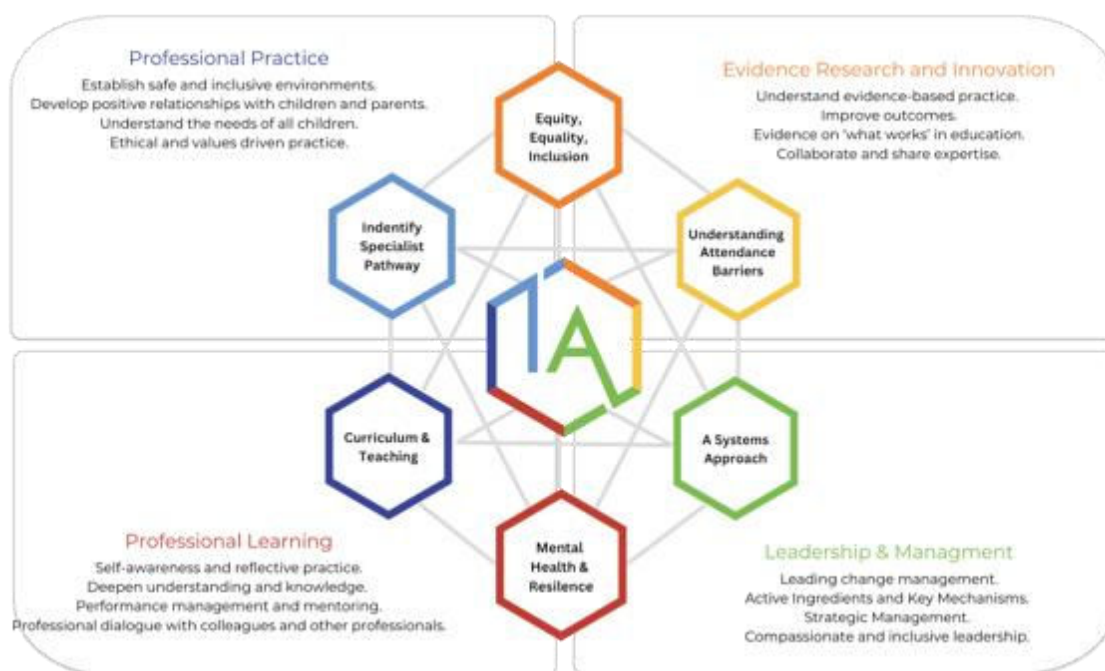 Professional Practice
Establish safe and inclusive environments.
Develop positive relationships with children and parents.
Understand the needs of all children.
Ethical and values driven practice.
Evidence Research and Innovation
Understand evidence-based practice.
Improve outcomes.
Evidence on 'what works' in education.
Collaborate and share expertise.
Equity,
Equality,
Inclusion
Indentify
Specialist
Pathway
Understanding
Attendance
Barriers
1A
Curriculum &
Teaching
A Systems
Approach
Mental
Health &
Resilence
Professional Learning
Self-awareness and reflective practice.
Deepen understanding and knowledge.
Performance management and mentoring.
Professional dialogue with colleagues and other professionals.
Leadership & Managment
Leading change management.
Active Ingredients and Key Mechanisms.
Strategic Management.
Compassionate and inclusive leadership.